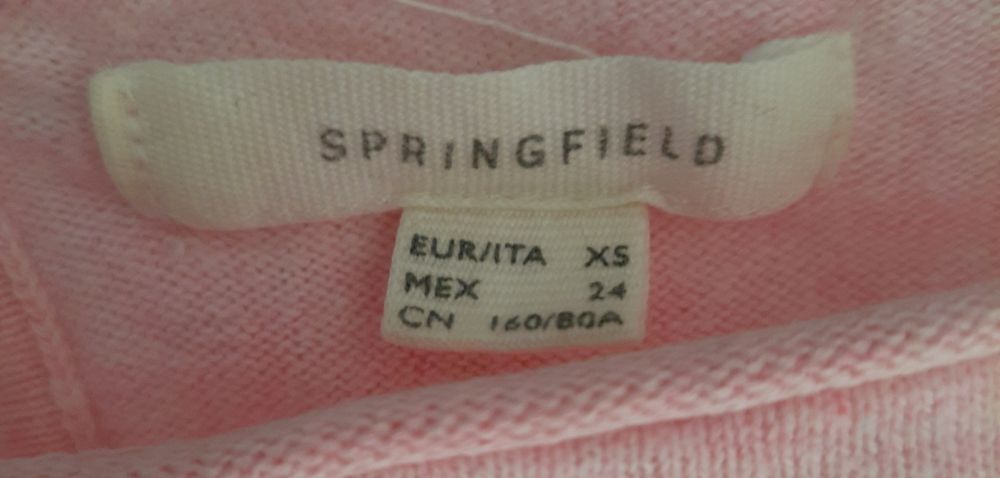 SPRINGFIELD
EUR/ITA XS
MEX 24
CN 160/80A